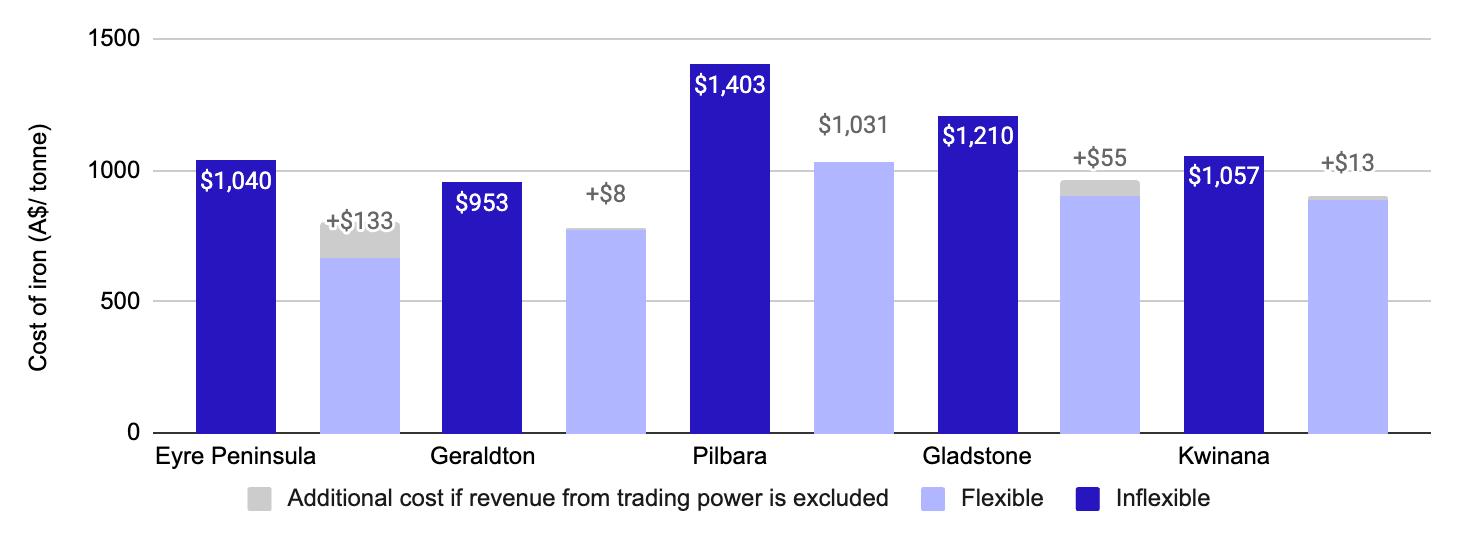 1500
1000
500
0
Cost of iron (A$/ tonne)
$1,040
+$133
$953
+$8
$1,403
$1,031
$1,210
+$55
$1,057
+$13
Eyre Peninsula
Geraldton
Pilbara
Gladstone
Kwinana
Additional cost if revenue from trading power is excluded
Flexible
Inflexible